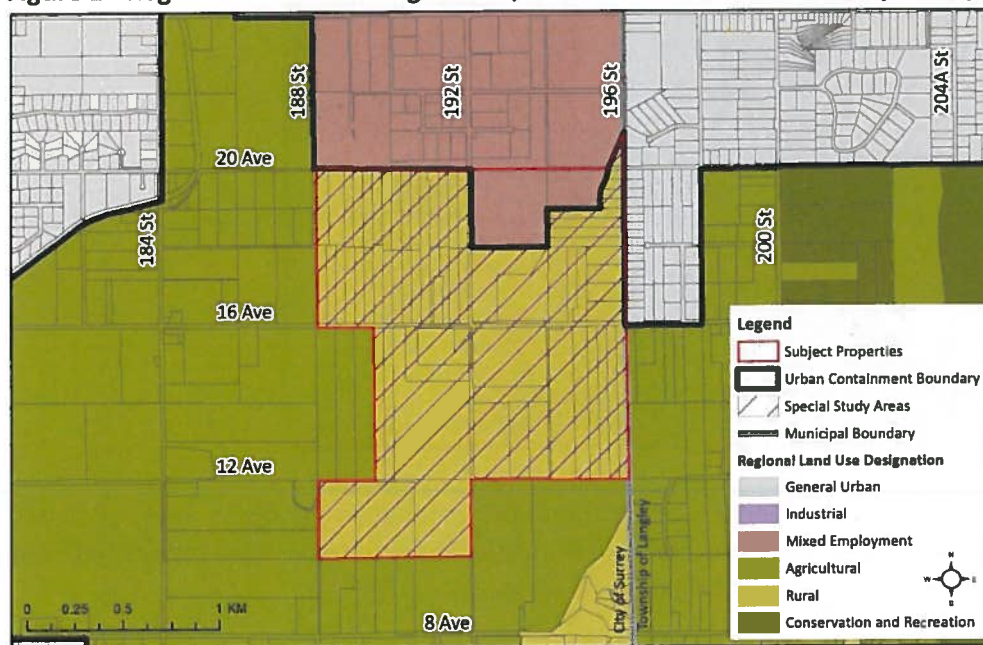 188 St
192 St
196 St
204A St
20 Ave
184 St
200 St
16 Ave
12 Ave
8 Ave
City of Surrey
Township of Langley
0 0.25 0.5 1 KM
Legend
Subject Properties
Urban Containment Boundary
Special Study Areas
Municipal Boundary
Regional Land Use Designation
General Urban
Industrial
Mixed Employment
Agricultural
Rural
Conservation and Recreation
N
W E
S